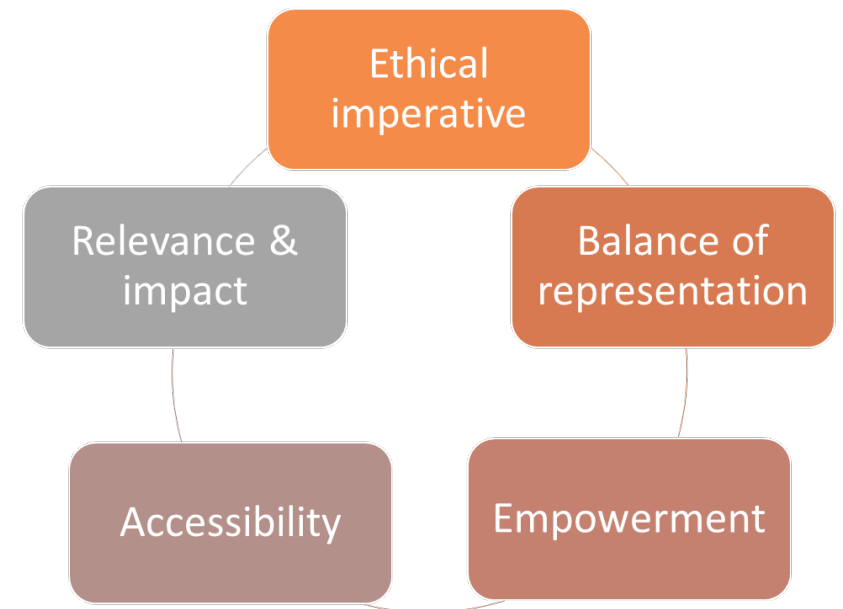 Ethical
imperative
Relevance &
impact
Balance of
representation
Accessibility
Empowerment